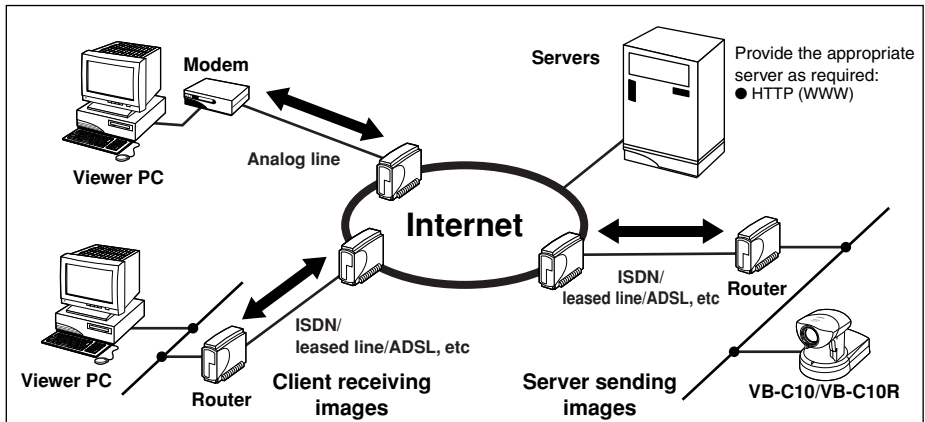 Servers
Provide the appropriate
server as required:
● HTTP (WWW)
Modem
Analog line
Viewer PC
Internet
ISDN/
leased line/ADSL, etc
Router
ISDN/
leased line/ADSL, etc
Viewer PC
Router
Client receiving
images
Server sending
images
VB-C10/VB-C10R